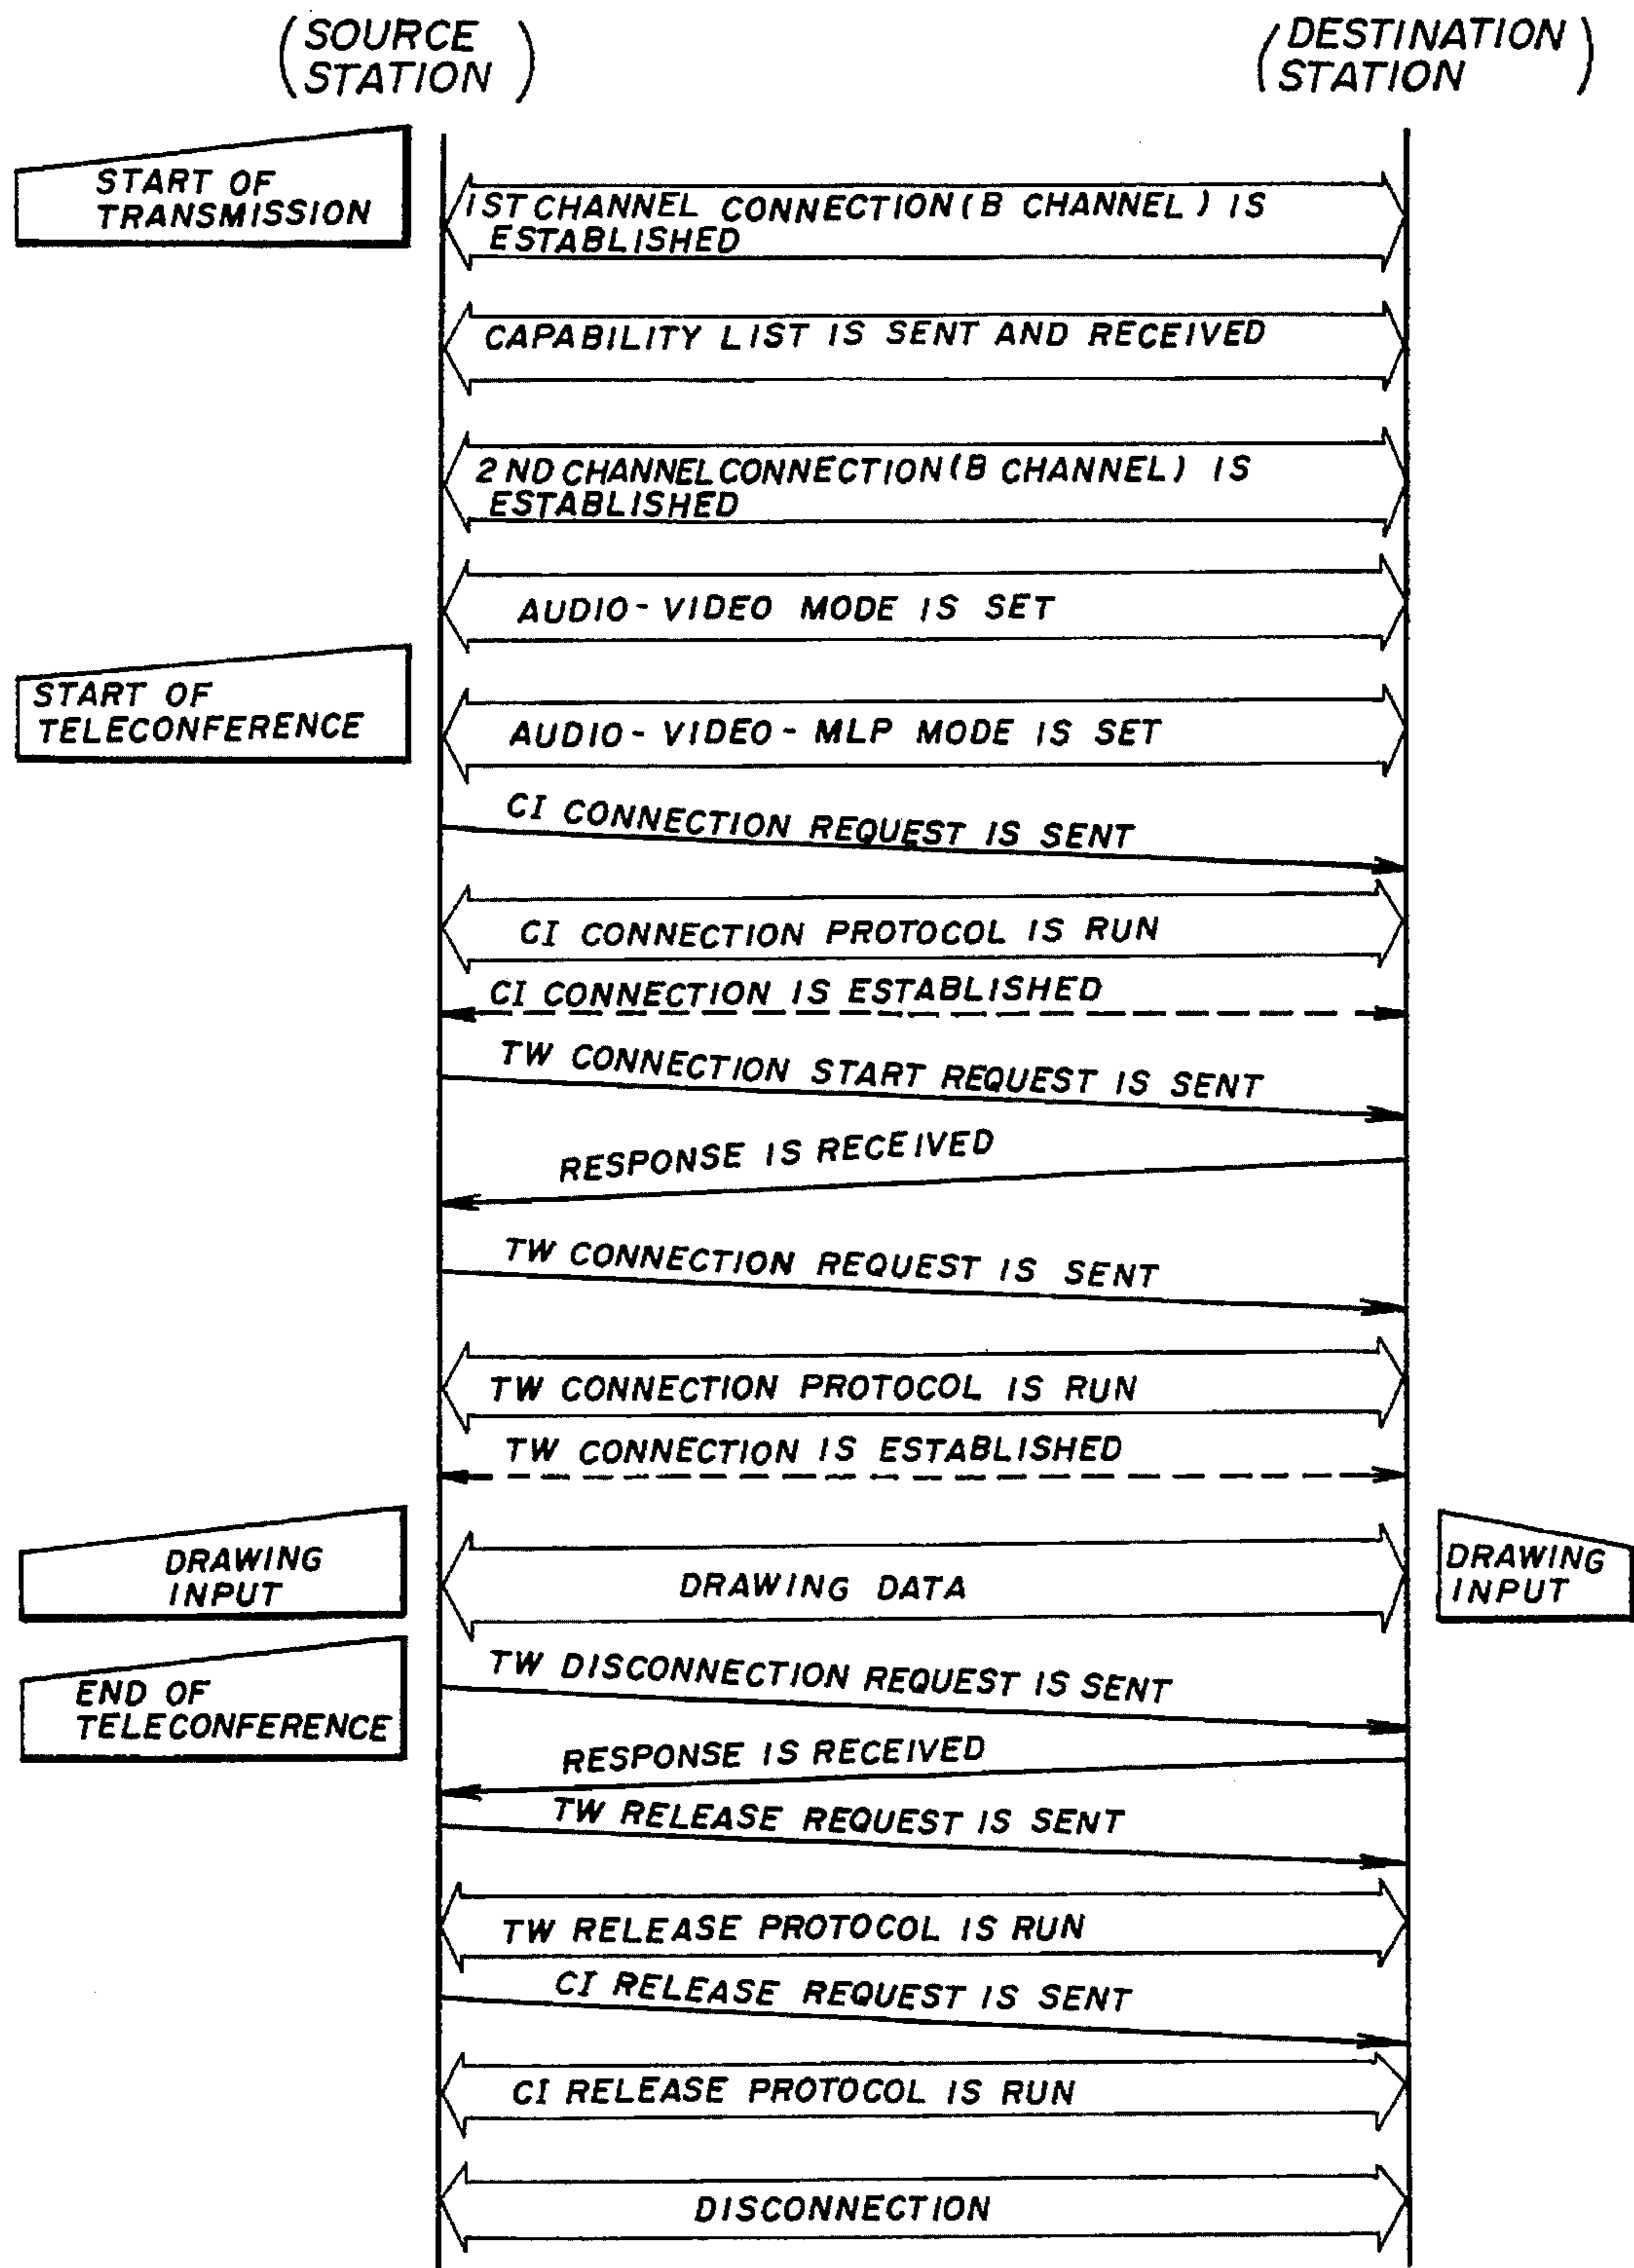 (SOURCE
STATION)
(DESTINATION
STATION)
START OF
TRANSMISSION
1ST CHANNEL CONNECTION (B CHANNEL) IS
ESTABLISHED
CAPABILITY LIST IS SENT AND RECEIVED
2ND CHANNEL CONNECTION (B CHANNEL) IS
ESTABLISHED
AUDIO-VIDEO MODE IS SET
START OF
TELECONFERENCE
AUDIO-VIDEO-MLP MODE IS SET
CI CONNECTION REQUEST IS SENT
CI CONNECTION PROTOCOL IS RUN
CI CONNECTION IS ESTABLISHED
TW CONNECTION START REQUEST IS SENT
RESPONSE IS RECEIVED
TW CONNECTION REQUEST IS SENT
TW CONNECTION PROTOCOL IS RUN
TW CONNECTION IS ESTABLISHED
DRAWING
INPUT
DRAWING DATA
DRAWING
INPUT
END OF
TELECONFERENCE
TW DISCONNECTION REQUEST IS SENT
RESPONSE IS RECEIVED
TW RELEASE REQUEST IS SENT
TW RELEASE PROTOCOL IS RUN
CI RELEASE REQUEST IS SENT
CI RELEASE PROTOCOL IS RUN
DISCONNECTION